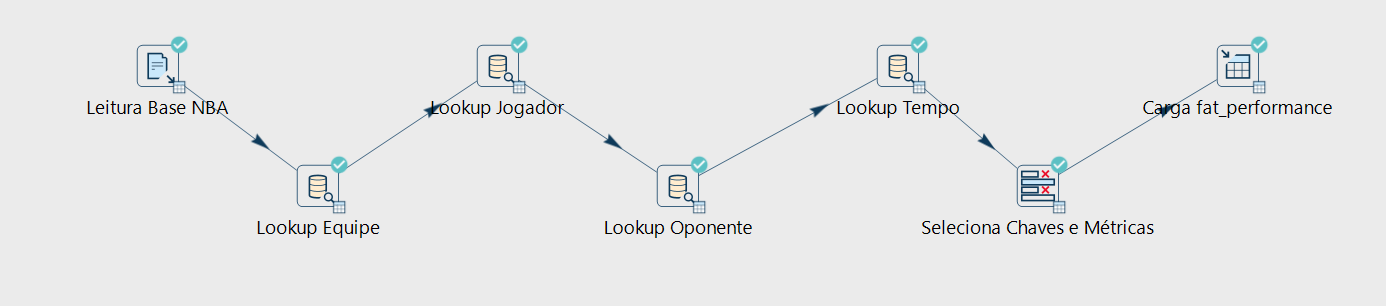 Leitura Base NBA
Lookup Equipe
Lookup Jogador
Lookup Oponente
Lookup Tempo
Seleciona Chaves e Métricas
Carga fat_performance